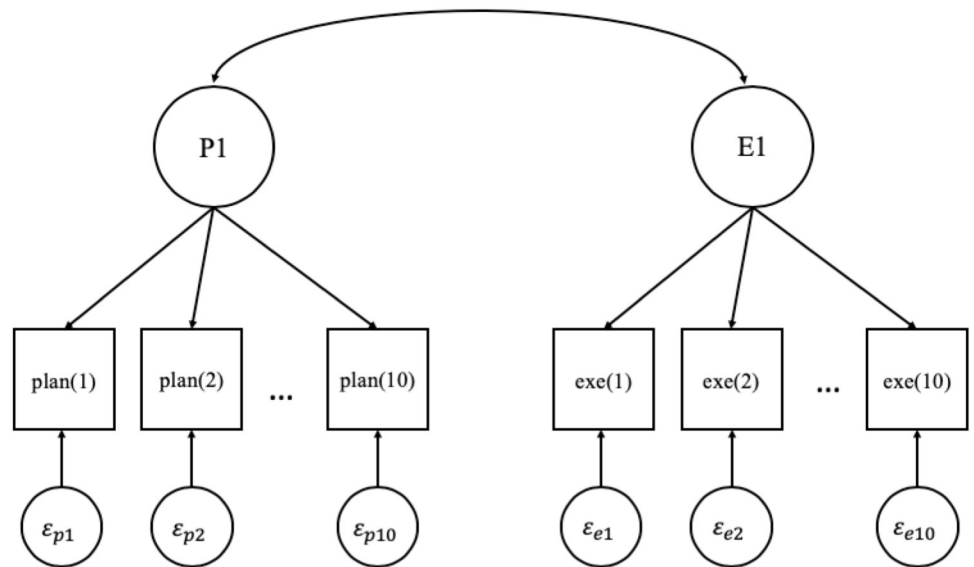 P1 E1
plan(1) plan(2) ... plan(10) exe(1) exe(2) ... exe(10)
εp1 εp2 εp10 εe1 εe2 εe10